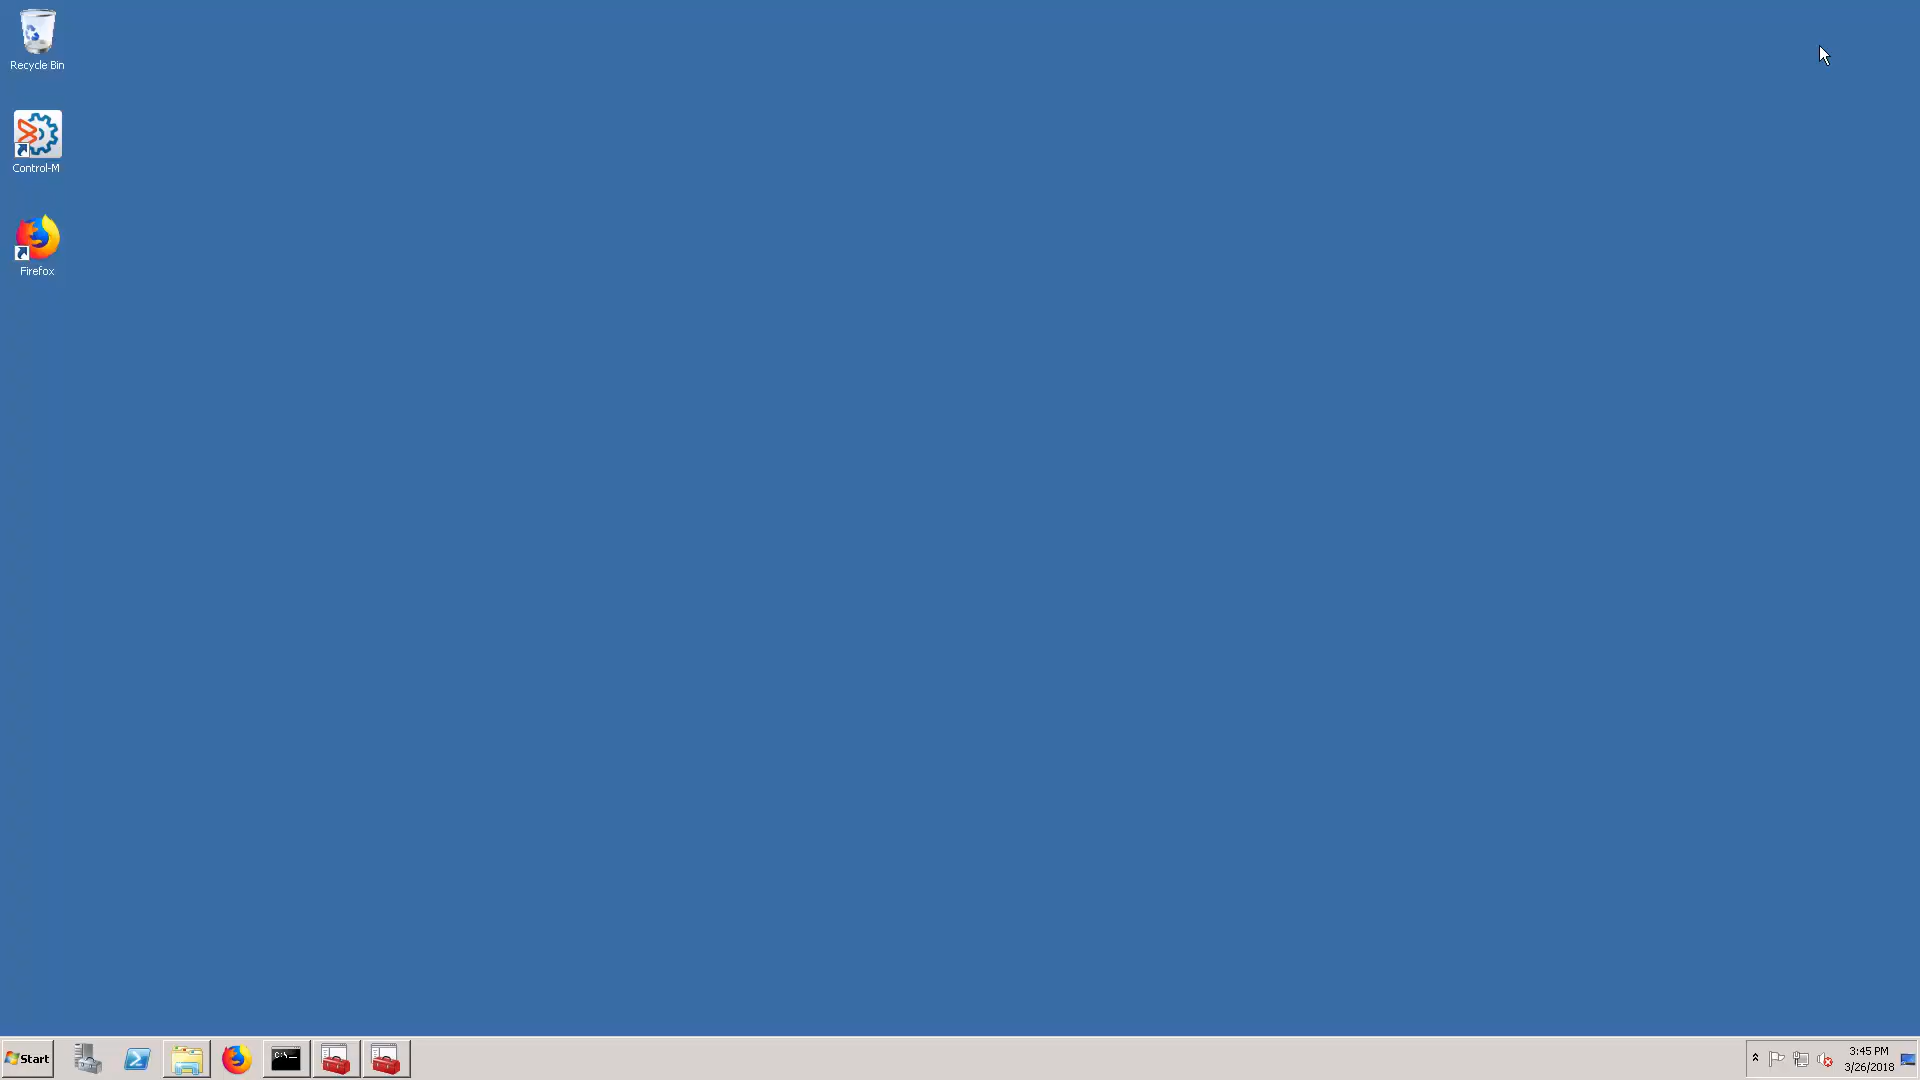 Recycle Bin
Control-M
Firefox
Start
C:\_
3:45 PM
3/26/2018